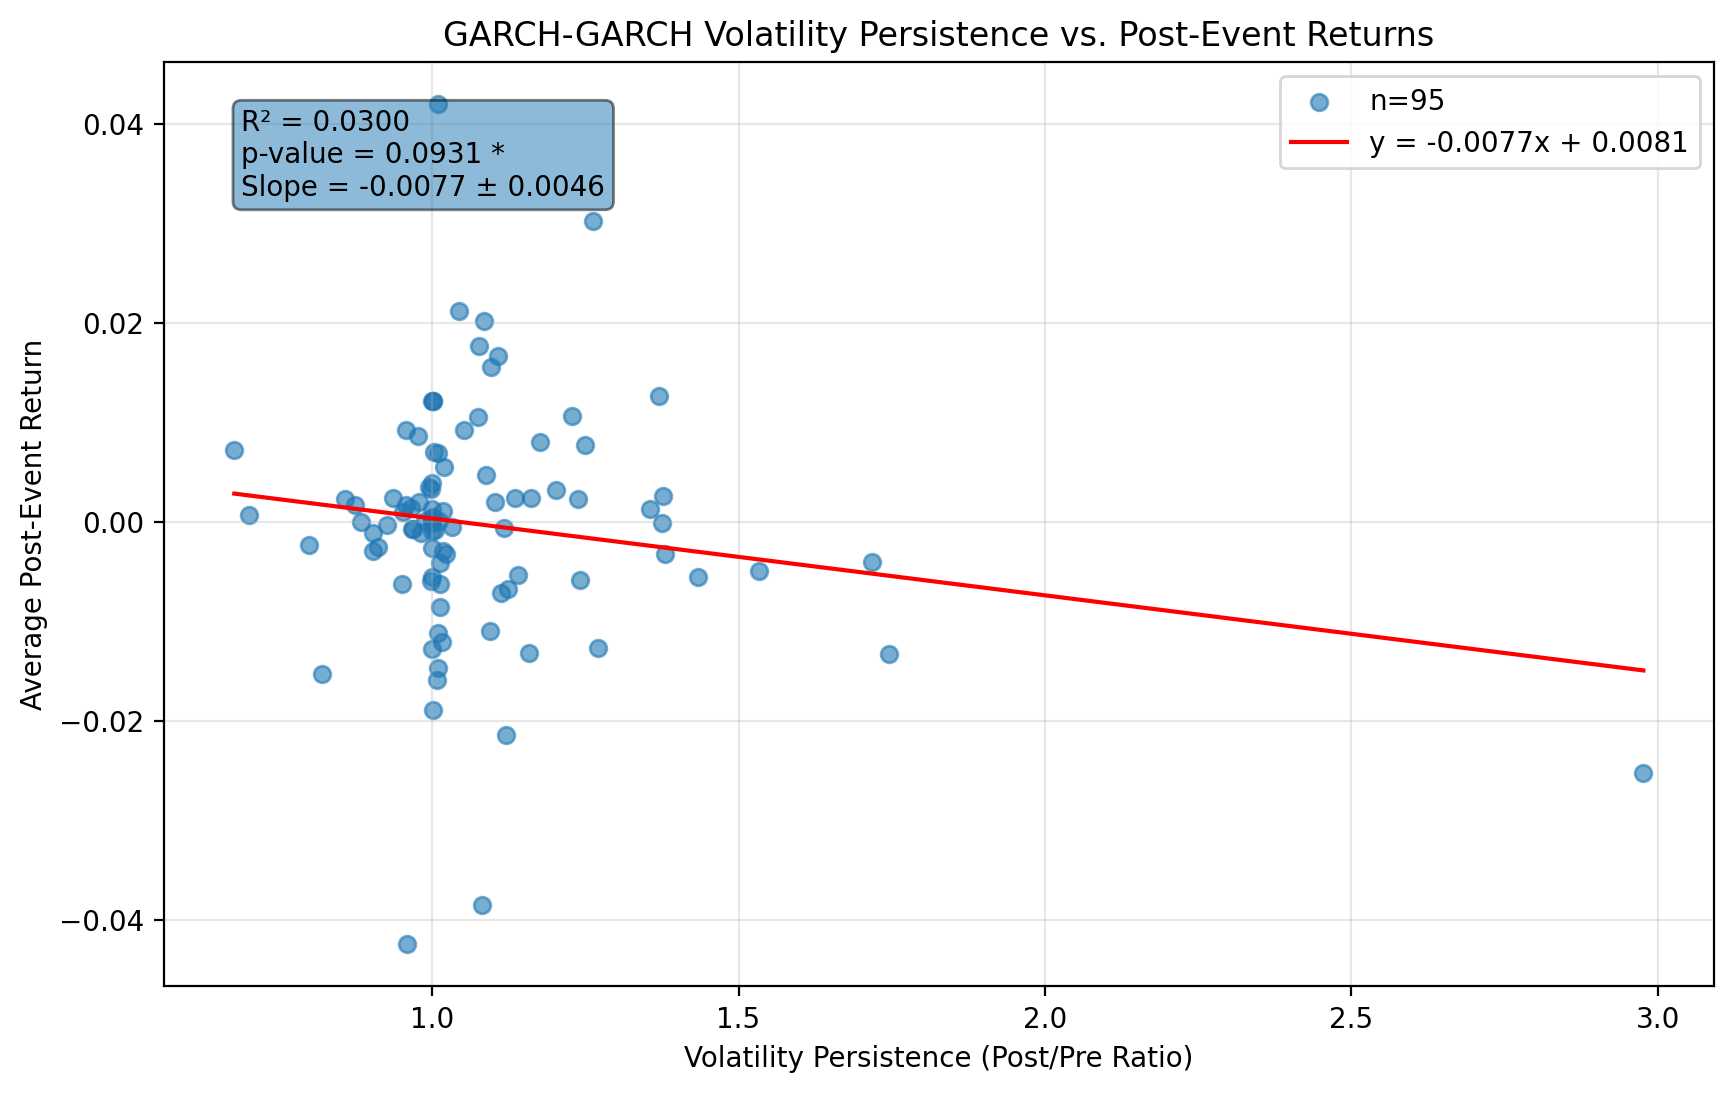 GARCH-GARCH Volatility Persistence vs. Post-Event Returns
R² = 0.0300
p-value = 0.0931 *
Slope = -0.0077 ± 0.0046
n=95
y = -0.0077x + 0.0081
Average Post-Event Return
0.04
0.02
0.00
−0.02
−0.04
1.0 1.5 2.0 2.5 3.0
Volatility Persistence (Post/Pre Ratio)